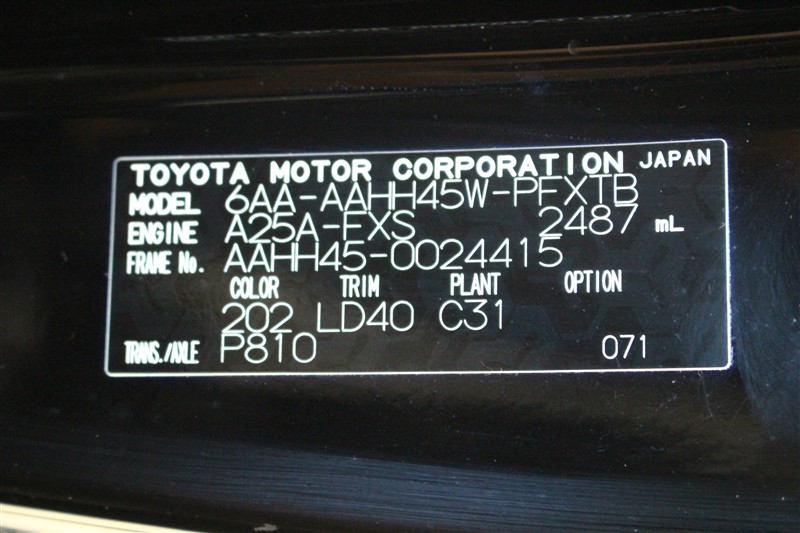 TOYOTA MOTOR CORPORATION JAPAN
MODEL 6AA-AAHH45W-PFXTB
ENGINE A25A-FXS 2487 mL
FRAME No. AAHH45-0024415
COLOR TRIM PLANT OPTION
202 LD40 C31
TRANS./AXLE P810 071